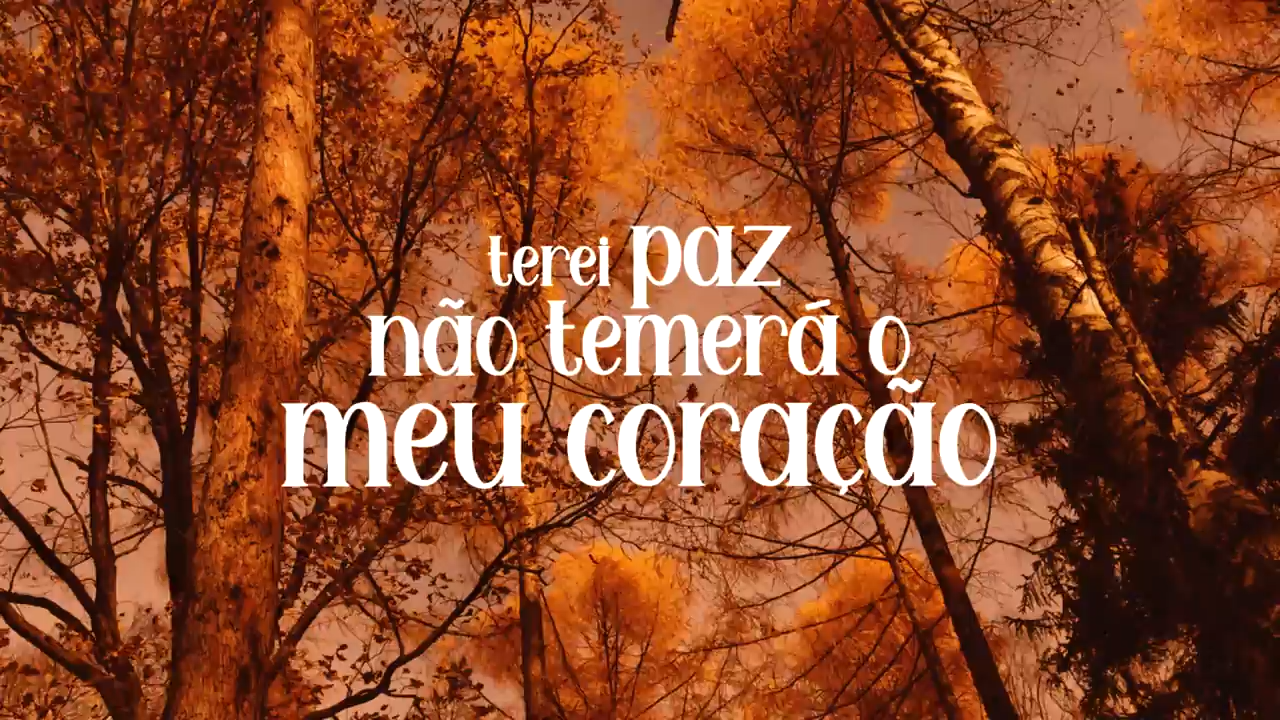 terei paz
não temerá o
meu coração